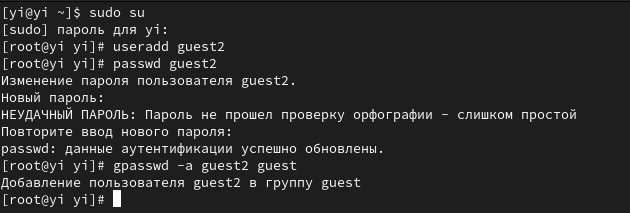 [yi@yi ~]$ sudo su
[sudo] пароль для yi:
[root@yi yi]# useradd guest2
[root@yi yi]# passwd guest2
Изменение пароля пользователя guest2.
Новый пароль:
НЕУДАЧНЫЙ ПАРОЛЬ: Пароль не прошел проверку орфографии - слишком простой
Повторите ввод нового пароля:
passwd: данные аутентификации успешно обновлены.
[root@yi yi]# gpasswd -a guest2 guest
Добавление пользователя guest2 в группу guest
[root@yi yi]#